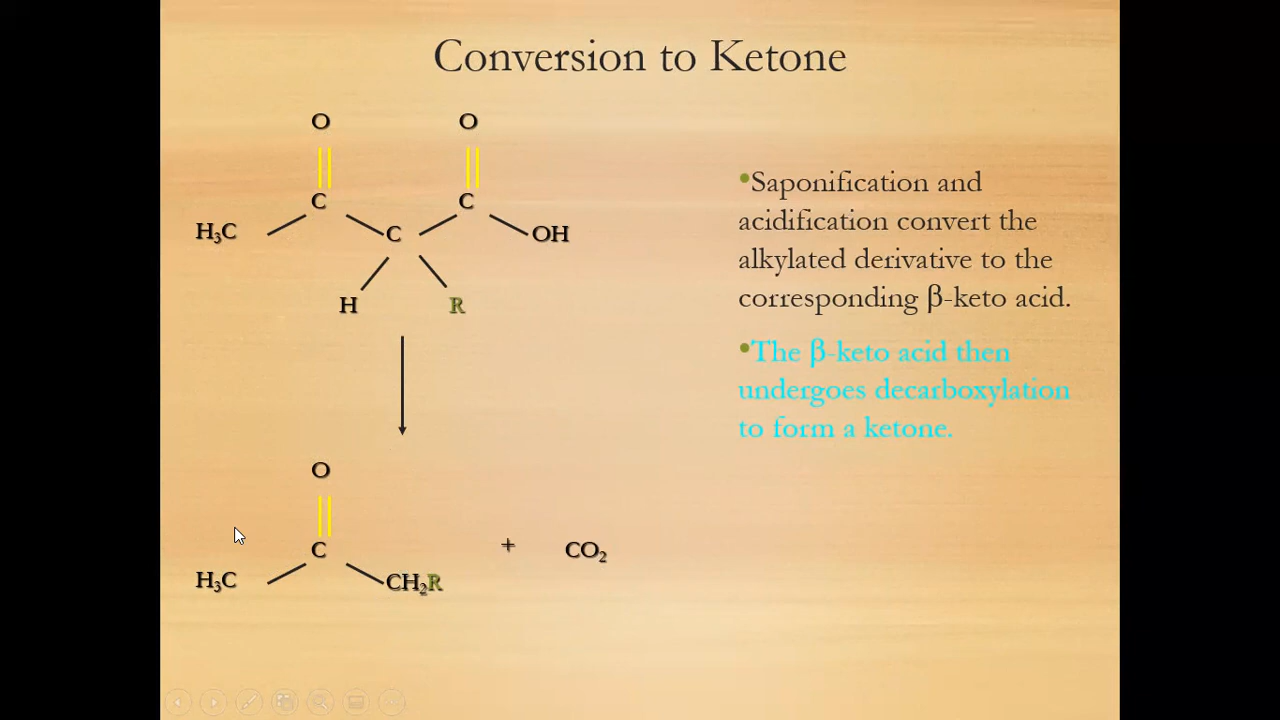 Conversion to Ketone
O O
C C
H₃C C OH
H R
•Saponification and
acidification convert the
alkylated derivative to the
corresponding β-keto acid.
•The β-keto acid then
undergoes decarboxylation
to form a ketone.
O
C + CO₂
H₃C CH₂R